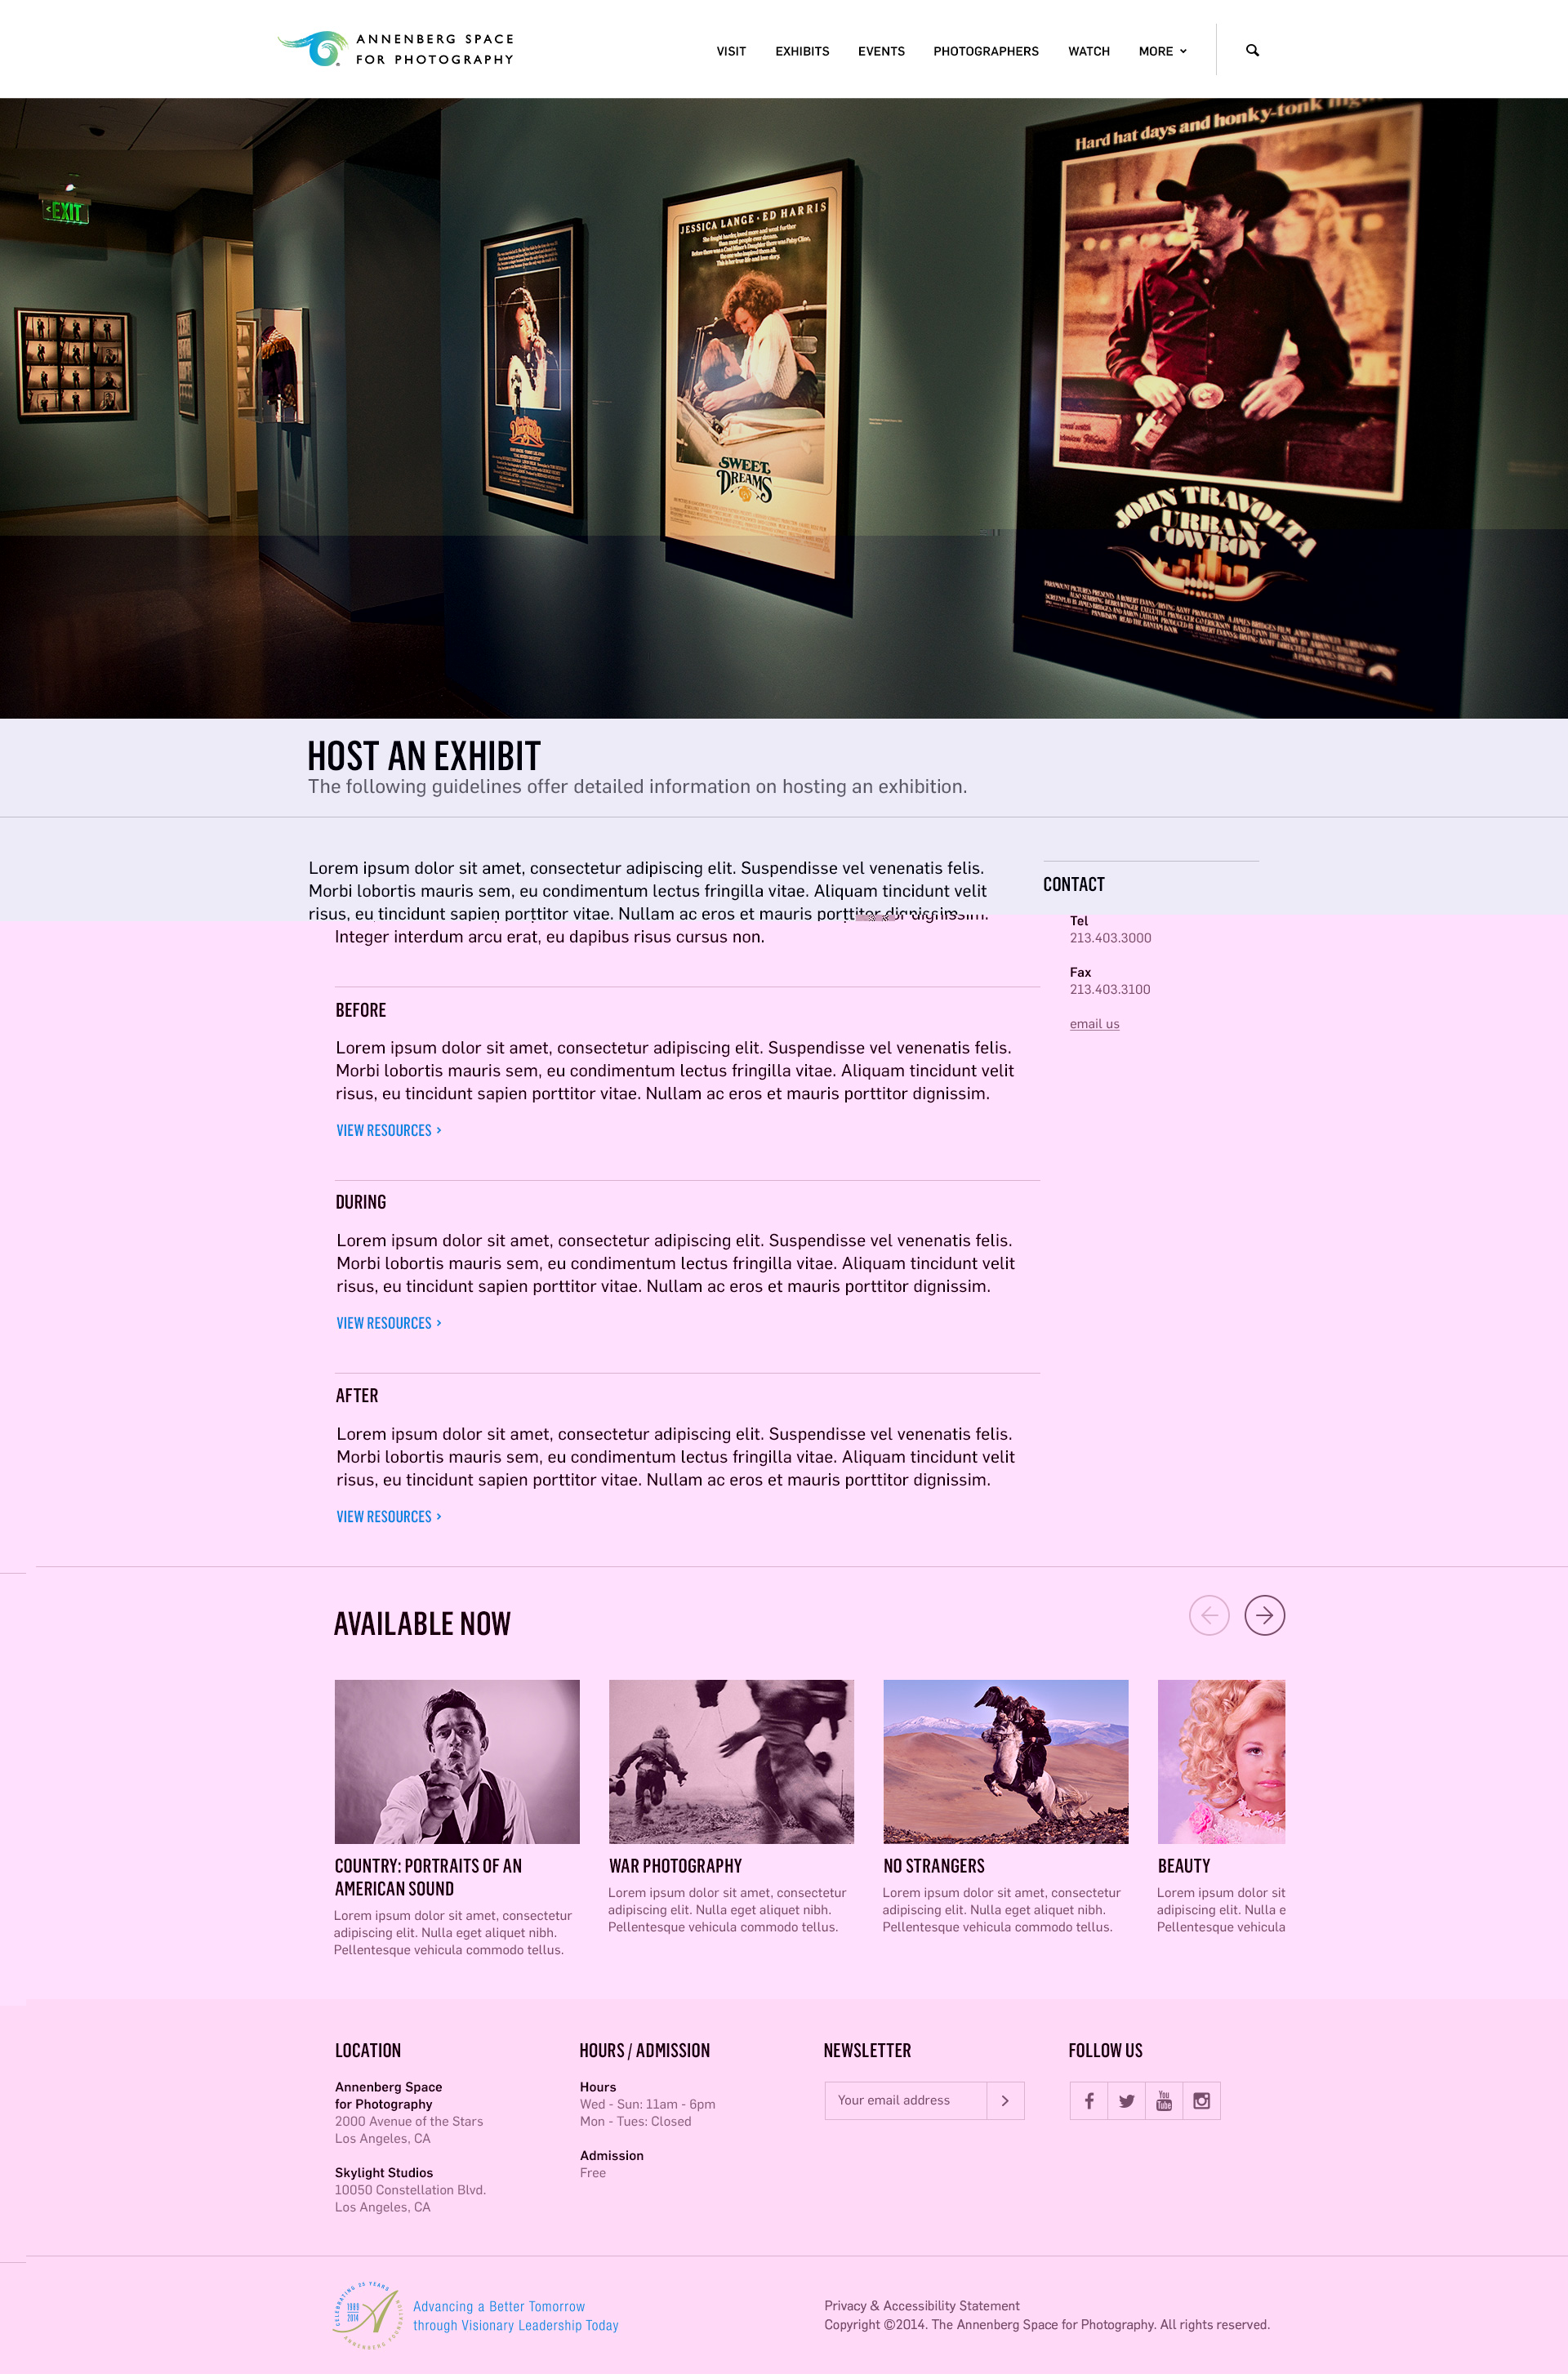 ANNENBERG SPACE
FOR PHOTOGRAPHY
VISIT EXHIBITS EVENTS PHOTOGRAPHERS WATCH MORE
EXIT
JESSICA LANGE · ED HARRIS
SWEET
DREAMS
Hard hat days and honky-tonk nights
JOHN TRAVOLTA
URBAN
COWBOY
HOST AN EXHIBIT
The following guidelines offer detailed information on hosting an exhibition.
Lorem ipsum dolor sit amet, consectetur adipiscing elit. Suspendisse vel venenatis felis.
Morbi lobortis mauris sem, eu condimentum lectus fringilla vitae. Aliquam tincidunt velit
risus, eu tincidunt sapien porttitor vitae. Nullam ac eros et mauris porttitor dignissim.
Integer interdum arcu erat, eu dapibus risus cursus non.
CONTACT
Tel
213.403.3000
Fax
213.403.3100
email us
BEFORE
Lorem ipsum dolor sit amet, consectetur adipiscing elit. Suspendisse vel venenatis felis.
Morbi lobortis mauris sem, eu condimentum lectus fringilla vitae. Aliquam tincidunt velit
risus, eu tincidunt sapien porttitor vitae. Nullam ac eros et mauris porttitor dignissim.
VIEW RESOURCES >
DURING
Lorem ipsum dolor sit amet, consectetur adipiscing elit. Suspendisse vel venenatis felis.
Morbi lobortis mauris sem, eu condimentum lectus fringilla vitae. Aliquam tincidunt velit
risus, eu tincidunt sapien porttitor vitae. Nullam ac eros et mauris porttitor dignissim.
VIEW RESOURCES >
AFTER
Lorem ipsum dolor sit amet, consectetur adipiscing elit. Suspendisse vel venenatis felis.
Morbi lobortis mauris sem, eu condimentum lectus fringilla vitae. Aliquam tincidunt velit
risus, eu tincidunt sapien porttitor vitae. Nullam ac eros et mauris porttitor dignissim.
VIEW RESOURCES >
AVAILABLE NOW
COUNTRY: PORTRAITS OF AN
AMERICAN SOUND
Lorem ipsum dolor sit amet, consectetur
adipiscing elit. Nulla eget aliquet nibh.
Pellentesque vehicula commodo tellus.
WAR PHOTOGRAPHY
Lorem ipsum dolor sit amet, consectetur
adipiscing elit. Nulla eget aliquet nibh.
Pellentesque vehicula commodo tellus.
NO STRANGERS
Lorem ipsum dolor sit amet, consectetur
adipiscing elit. Nulla eget aliquet nibh.
Pellentesque vehicula commodo tellus.
BEAUTY
Lorem ipsum dolor sit
adipiscing elit. Nulla e
Pellentesque vehicula
LOCATION
Annenberg Space
for Photography
2000 Avenue of the Stars
Los Angeles, CA
Skylight Studios
10050 Constellation Blvd.
Los Angeles, CA
HOURS / ADMISSION
Hours
Wed - Sun: 11am - 6pm
Mon - Tues: Closed
Admission
Free
NEWSLETTER
Your email address
FOLLOW US
You
Tube
CELEBRATING 25 YEARS
1989
2014
Advancing a Better Tomorrow
through Visionary Leadership Today
Privacy & Accessibility Statement
Copyright ©2014. The Annenberg Space for Photography. All rights reserved.